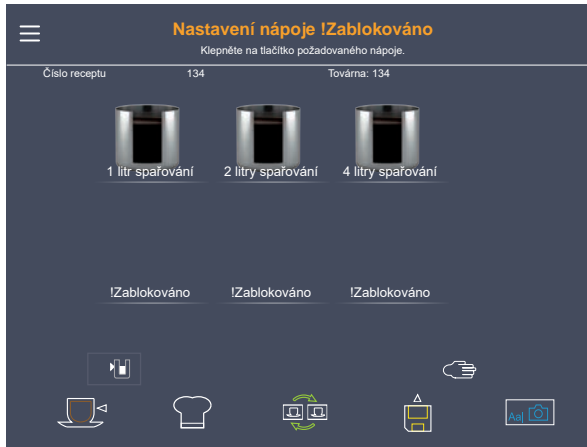 Nastavení nápoje !Zablokováno
Klepněte na tlačítko požadovaného nápoje.
Číslo receptu 134 Továrna: 134
1 litr spařování 2 litry spařování 4 litry spařování
!Zablokováno !Zablokováno !Zablokováno
Aa|